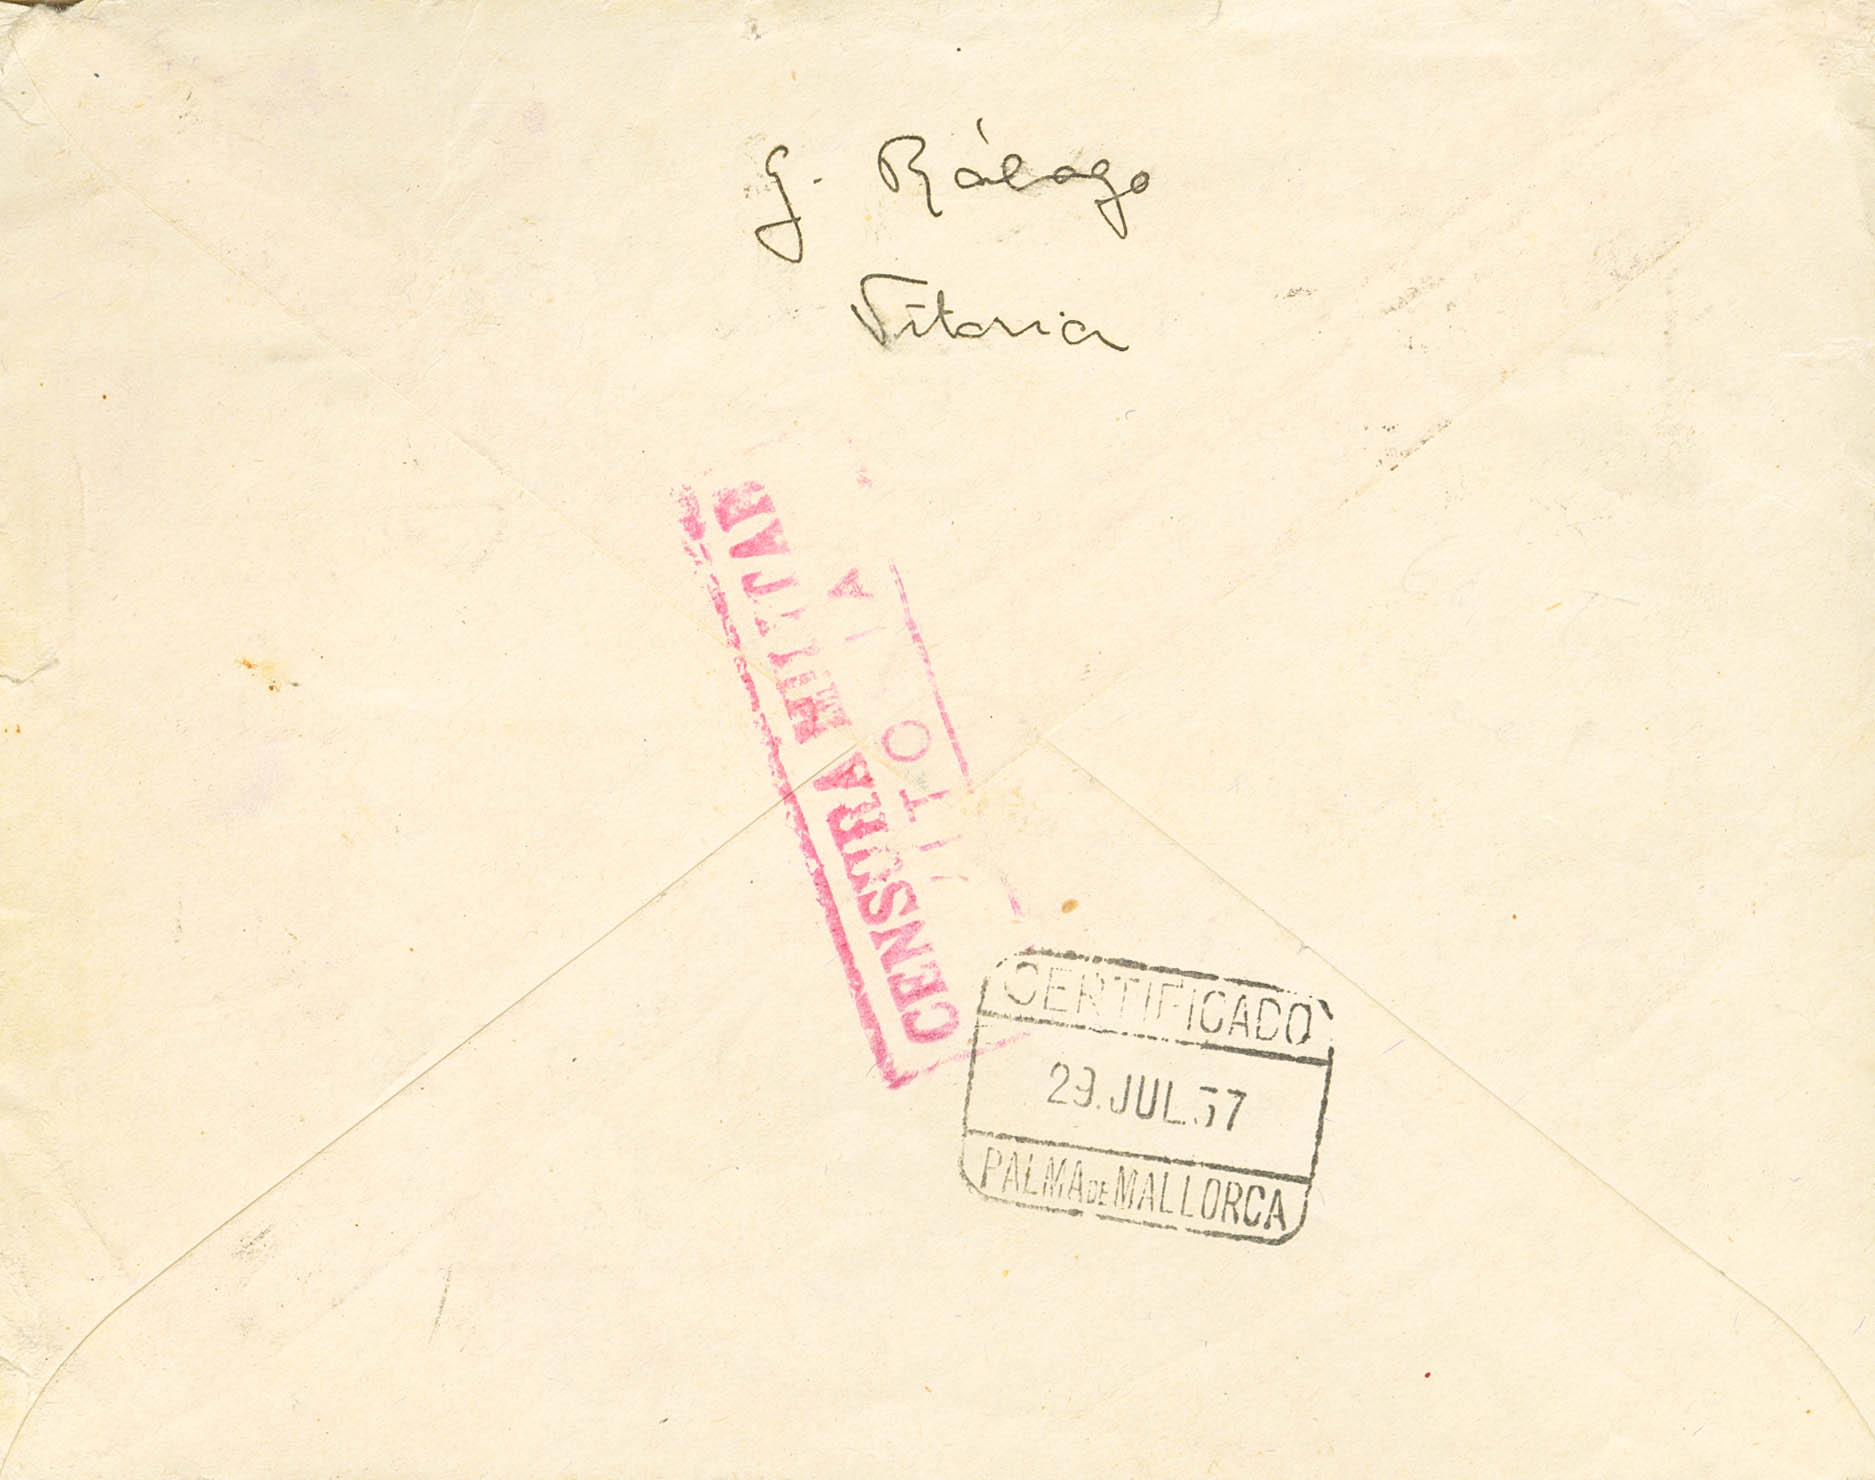 G. Rálago
Vitoria
CENSURA MILITAR
VITORIA
CERTIFICADO
29.JUL.37
PALMA DE MALLORCA